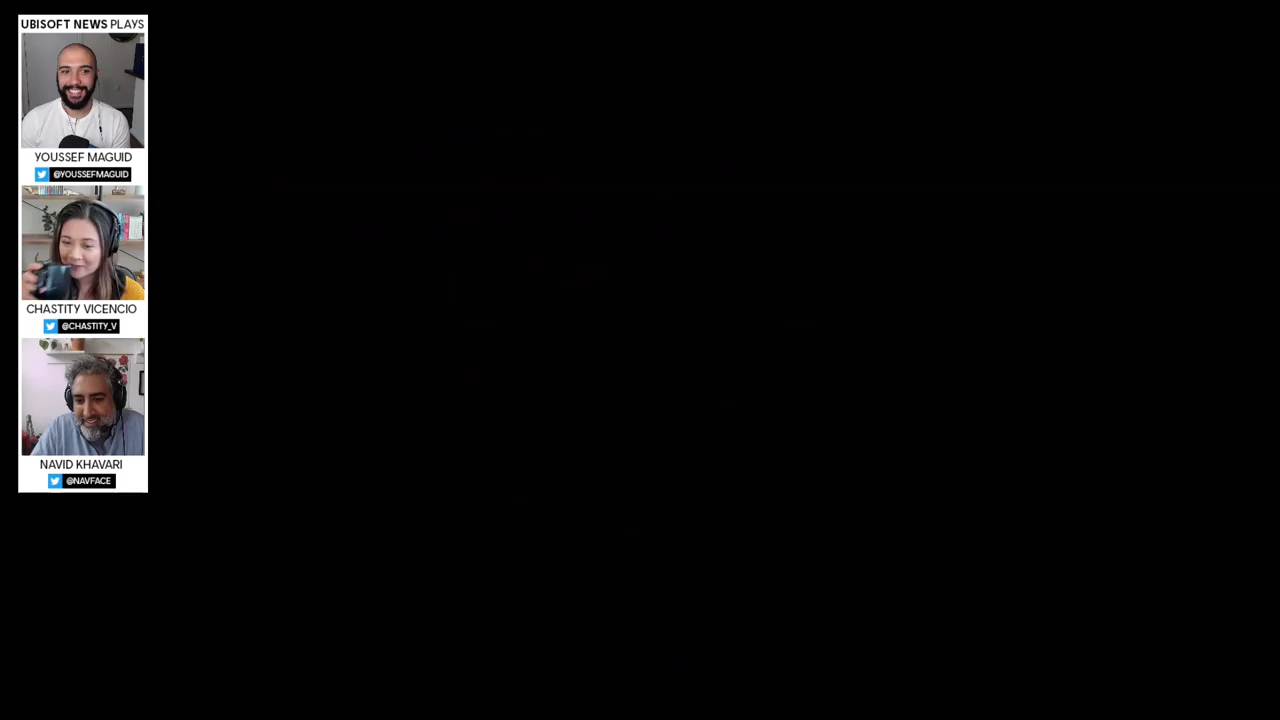 UBISOFT NEWS PLAYS
YOUSSEF MAGUID
@YOUSSEFMAGUID
CHASTITY VICENCIO
@CHASTITY_V
NAVID KHAVARI
@NAVFACE